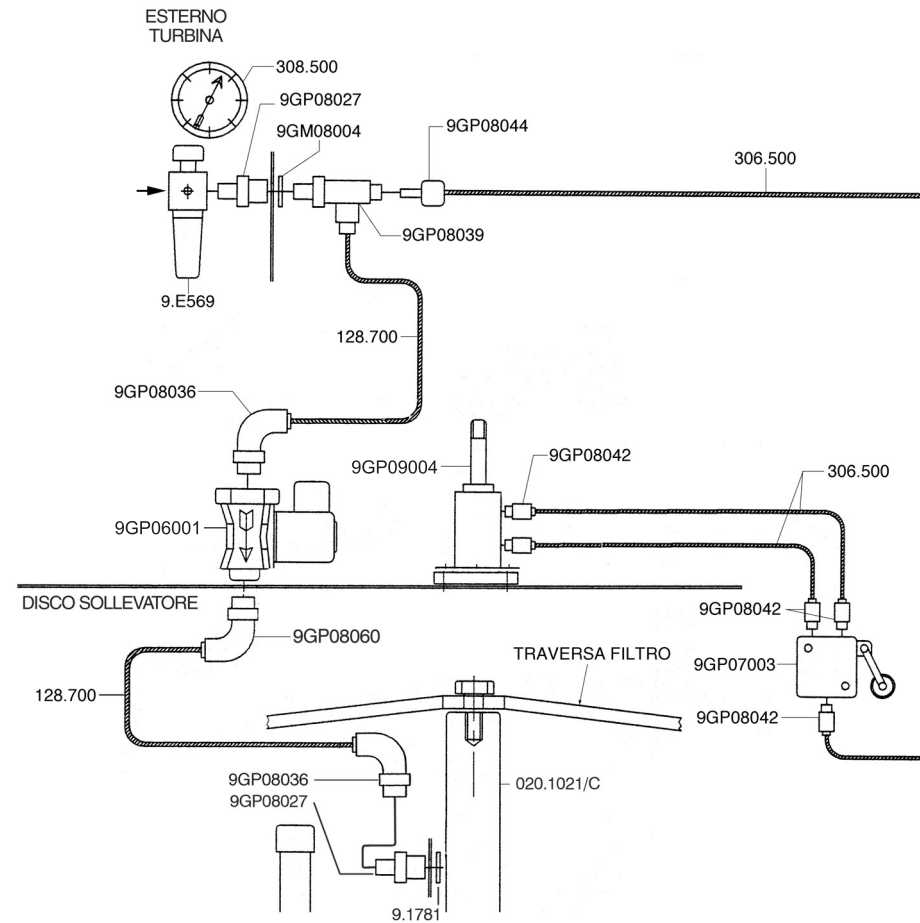 ESTERNO
TURBINA
308.500
9GP08027
9GM08004
9GP08044
306.500
9GP08039
9.E569
128.700
9GP08036
9GP09004
9GP08042
306.500
9GP06001
DISCO SOLLEVATORE
9GP08042
9GP08060
TRAVERSA FILTRO
9GP07003
128.700
9GP08042
9GP08036
020.1021/C
9GP08027
9.1781